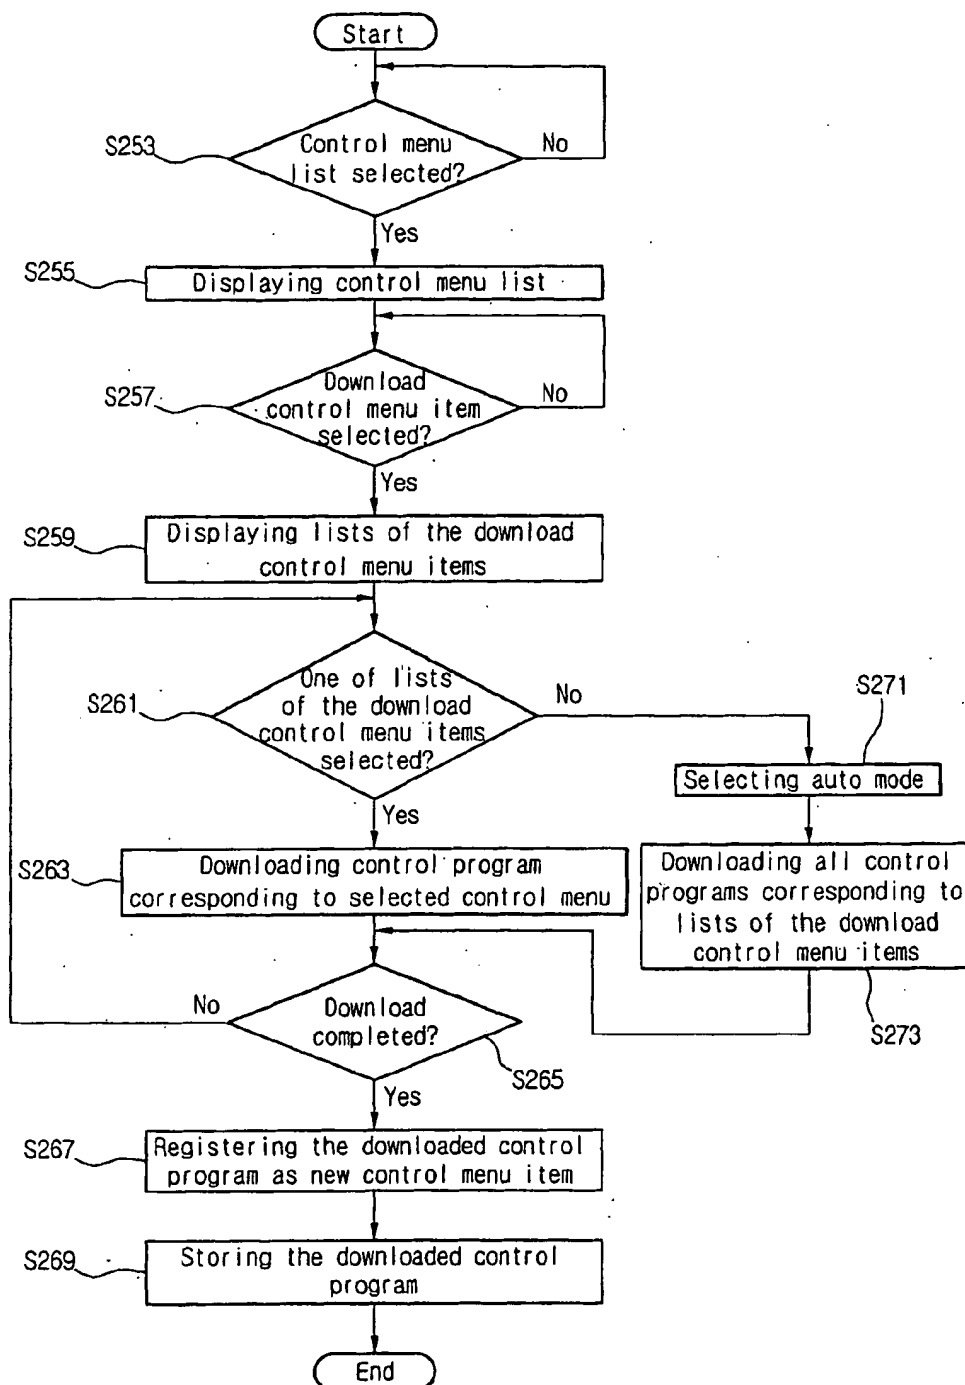 Start
S253
Control menu
list selected?
No
Yes
S255
Displaying control menu list
S257
Download
control menu item
selected?
No
Yes
S259
Displaying lists of the download
control menu items
S261
One of lists
of the download
control menu items
selected?
No
S271
Selecting auto mode
Yes
S263
Downloading control program
corresponding to selected control menu
Downloading all control
programs corresponding to
lists of the download
control menu items
S273
No
Download
completed?
S265
Yes
S267
Registering the downloaded control
program as new control menu item
S269
Storing the downloaded control
program
End